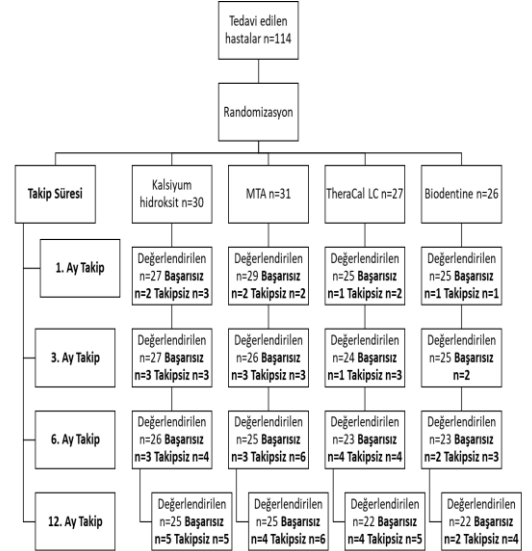 Tedavi edilen
hastalar n=114
Randomizasyon
Takip Süresi
Kalsiyum
hidroksit n=30
MTA n=31
TheraCal LC n=27
Biodentine n=26
1. Ay Takip
Değerlendirilen
n=27 Başarısız
n=2 Takipsiz n=3
Değerlendirilen
n=29 Başarısız
n=2 Takipsiz n=2
Değerlendirilen
n=25 Başarısız
n=1 Takipsiz n=2
Değerlendirilen
n=25 Başarısız
n=1 Takipsiz n=1
3. Ay Takip
Değerlendirilen
n=27 Başarısız
n=3 Takipsiz n=3
Değerlendirilen
n=26 Başarısız
n=3 Takipsiz n=3
Değerlendirilen
n=24 Başarısız
n=1 Takipsiz n=3
Değerlendirilen
n=25 Başarısız
n=2
6. Ay Takip
Değerlendirilen
n=26 Başarısız
n=3 Takipsiz n=4
Değerlendirilen
n=25 Başarısız
n=3 Takipsiz n=6
Değerlendirilen
n=23 Başarısız
n=4 Takipsiz n=4
Değerlendirilen
n=23 Başarısız
n=2 Takipsiz n=3
12. Ay Takip
Değerlendirilen
n=25 Başarısız
n=5 Takipsiz n=5
Değerlendirilen
n=25 Başarısız
n=4 Takipsiz n=6
Değerlendirilen
n=22 Başarısız
n=4 Takipsiz n=5
Değerlendirilen
n=22 Başarısız
n=2 Takipsiz n=4